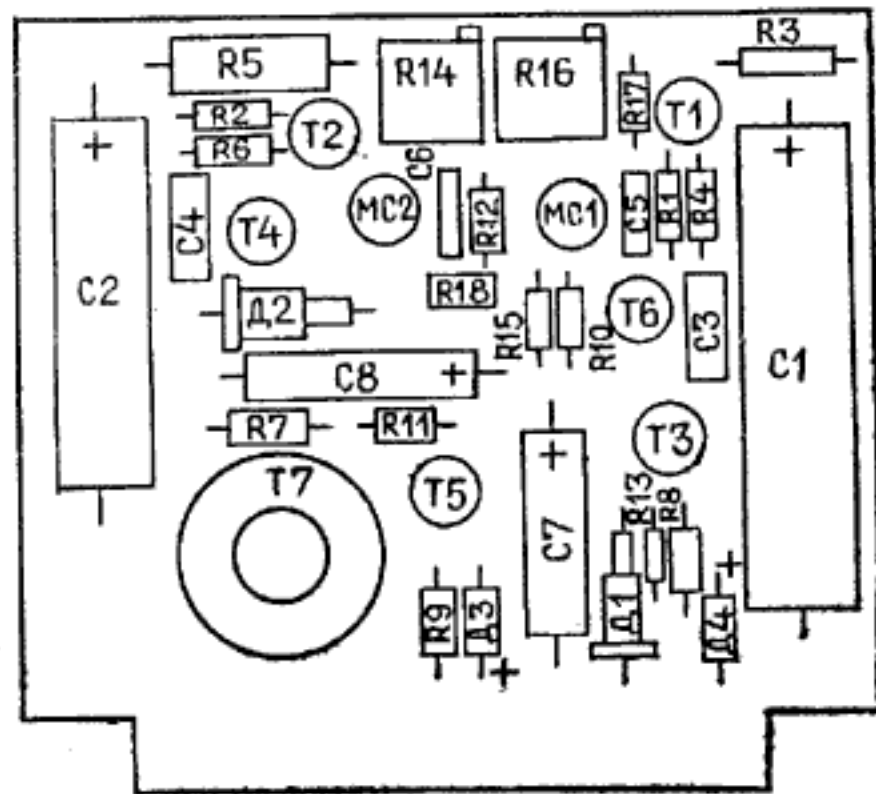 R3
R5
R14
R16
R2
R17
T1
T2
+
R6
+
C6
C4
T4
MC2
R12
MC1
C5
R1
R4
C2
Д2
R18
R15
R10
T6
C3
C1
C8 +
R7
R11
+
T3
T7
T5
C7
R13
R8
+
R9
Д3
Д1
Д4
+